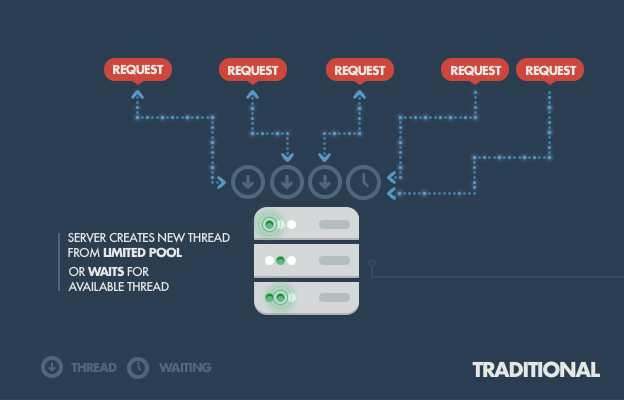 REQUEST REQUEST REQUEST REQUEST REQUEST
SERVER CREATES NEW THREAD
FROM LIMITED POOL
OR WAITS FOR
AVAILABLE THREAD
THREAD WAITING
TRADITIONAL